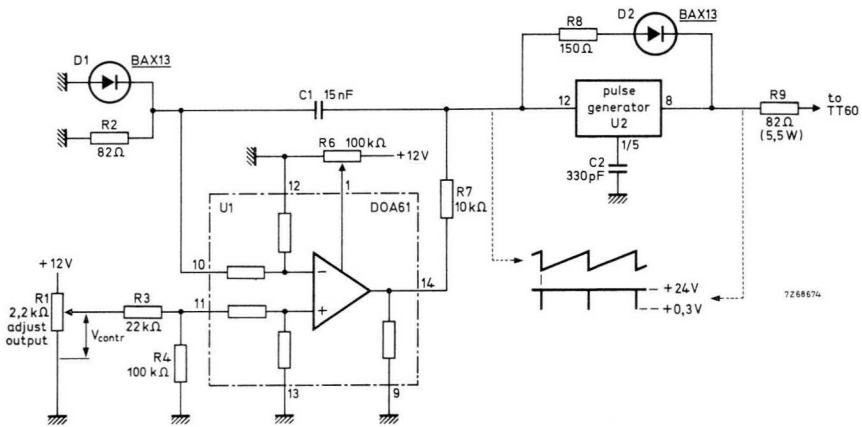 D1
BAX13
R2
82Ω
C1
15nF
R8
150Ω
D2
BAX13
12
pulse
generator
U2
8
1/5
C2
330pF
R9
82Ω
(5,5W)
to
TT60
R6
100kΩ
+12V
12
1
U1
DOA61
R7
10kΩ
10
−
14
11
+
13
9
+12V
R1
2,2kΩ
adjust
output
Vcontr
R3
22kΩ
R4
100kΩ
+24V
+0,3V
7Z68674